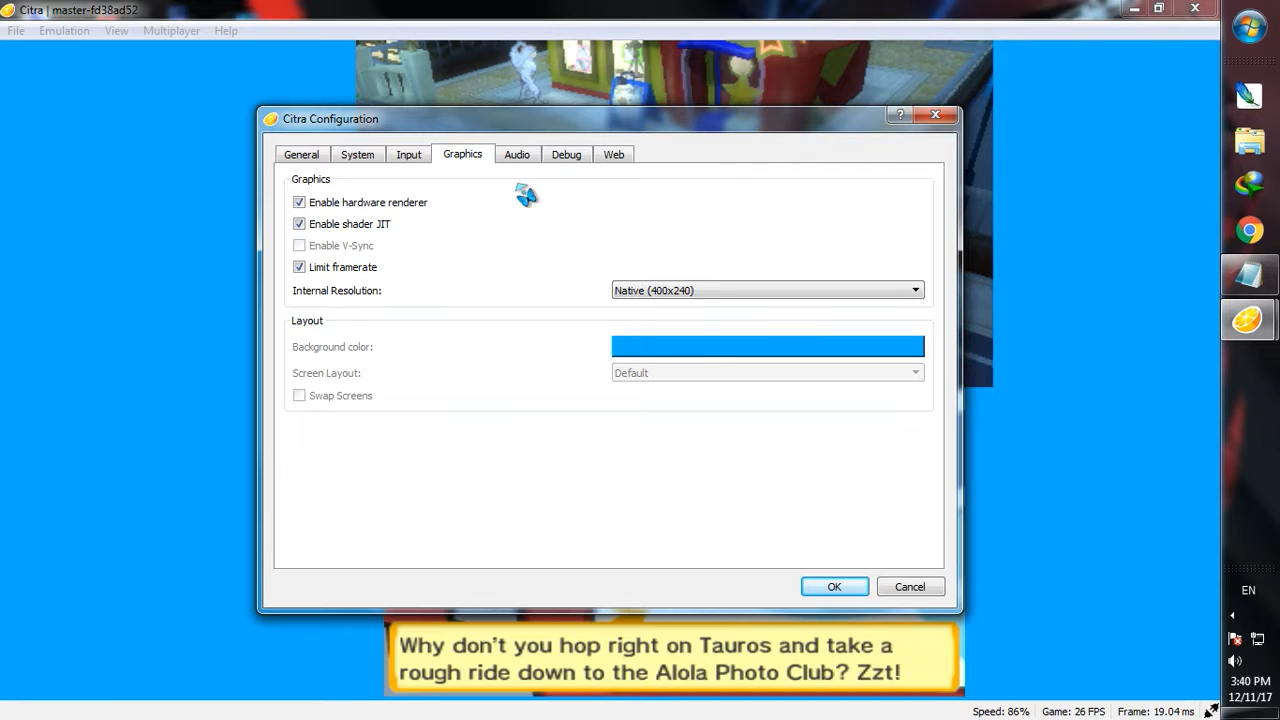 Citra | master-fd38ad52
File Emulation View Multiplayer Help
Citra Configuration
General System Input Graphics Audio Debug Web
Graphics
Enable hardware renderer
Enable shader JIT
Enable V-Sync
Limit framerate
Internal Resolution: Native (400x240)
Layout
Background color:
Screen Layout: Default
Swap Screens
OK Cancel
Why don't you hop right on Tauros and take a
rough ride down to the Alola Photo Club? Zzt!
Speed: 86% Game: 26 FPS Frame: 19.04 ms
EN
3:40 PM
12/11/17